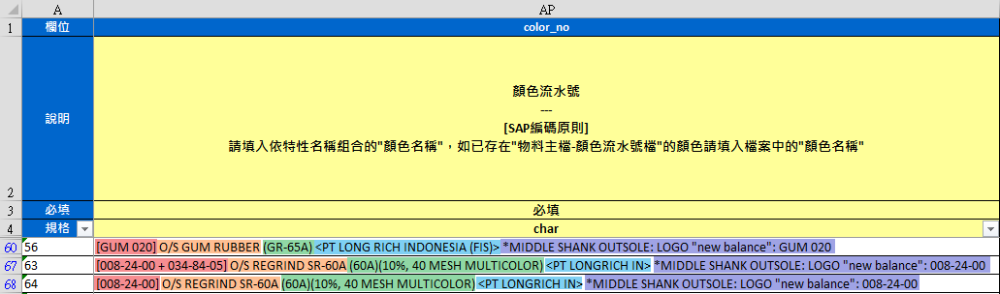 A AP
1 欄位 color_no
顏色流水號
---
說明 [SAP編碼原則]
請填入依特性名稱組合的"顏色名稱"，如已存在"物料主檔-顏色流水號檔"的顏色請填入檔案中的"顏色名稱"
2
3 必填 必填
4 規格 char
60 56 [GUM 020] O/S GUM RUBBER (GR-65A) <PT LONG RICH INDONESIA (FIS)> *MIDDLE SHANK OUTSOLE: LOGO "new balance": GUM 020
67 63 [008-24-00 + 034-84-05] O/S REGRIND SR-60A (60A)(10%, 40 MESH MULTICOLOR) <PT LONGRICH IN> *MIDDLE SHANK OUTSOLE: LOGO "new balance": 008-24-00
68 64 [008-24-00] O/S REGRIND SR-60A (60A)(10%, 40 MESH MULTICOLOR) <PT LONGRICH IN> *MIDDLE SHANK OUTSOLE: LOGO "new balance": 008-24-00